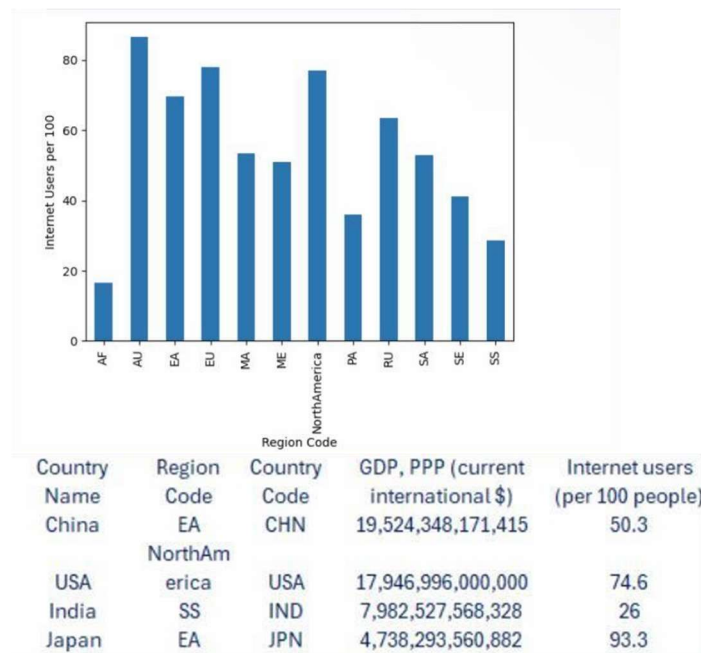 80
60
40
20
0
Internet Users per 100
AF
AU
EA
EU
MA
ME
NorthAmerica
PA
RU
SA
SE
SS
Region Code
Country Region Country GDP, PPP (current Internet users
Name Code Code international $) (per 100 people)
China EA CHN 19,524,348,171,415 50.3
NorthAm
USA erica USA 17,946,996,000,000 74.6
India SS IND 7,982,527,568,328 26
Japan EA JPN 4,738,293,560,882 93.3